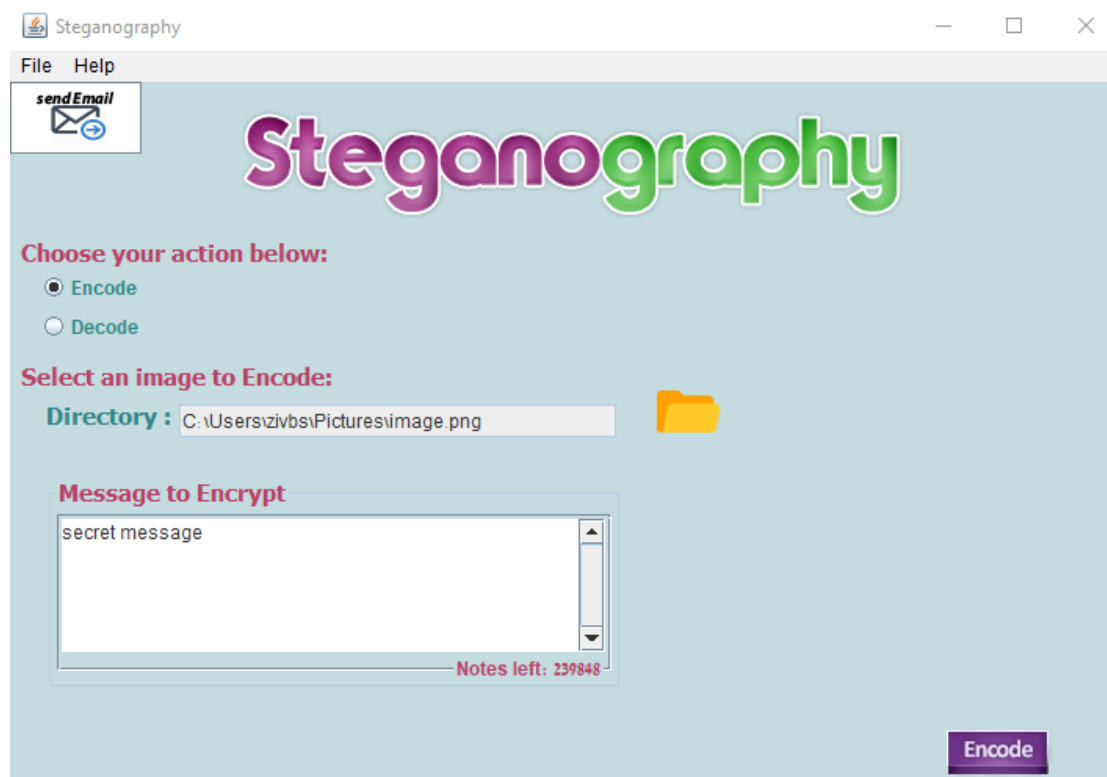 Steganography
File Help
sendEmail
Steganography
Choose your action below:
Encode
Decode
Select an image to Encode:
Directory : C:\Users\zivbs\Pictures\image.png
Message to Encrypt
secret message
Notes left: 239848
Encode